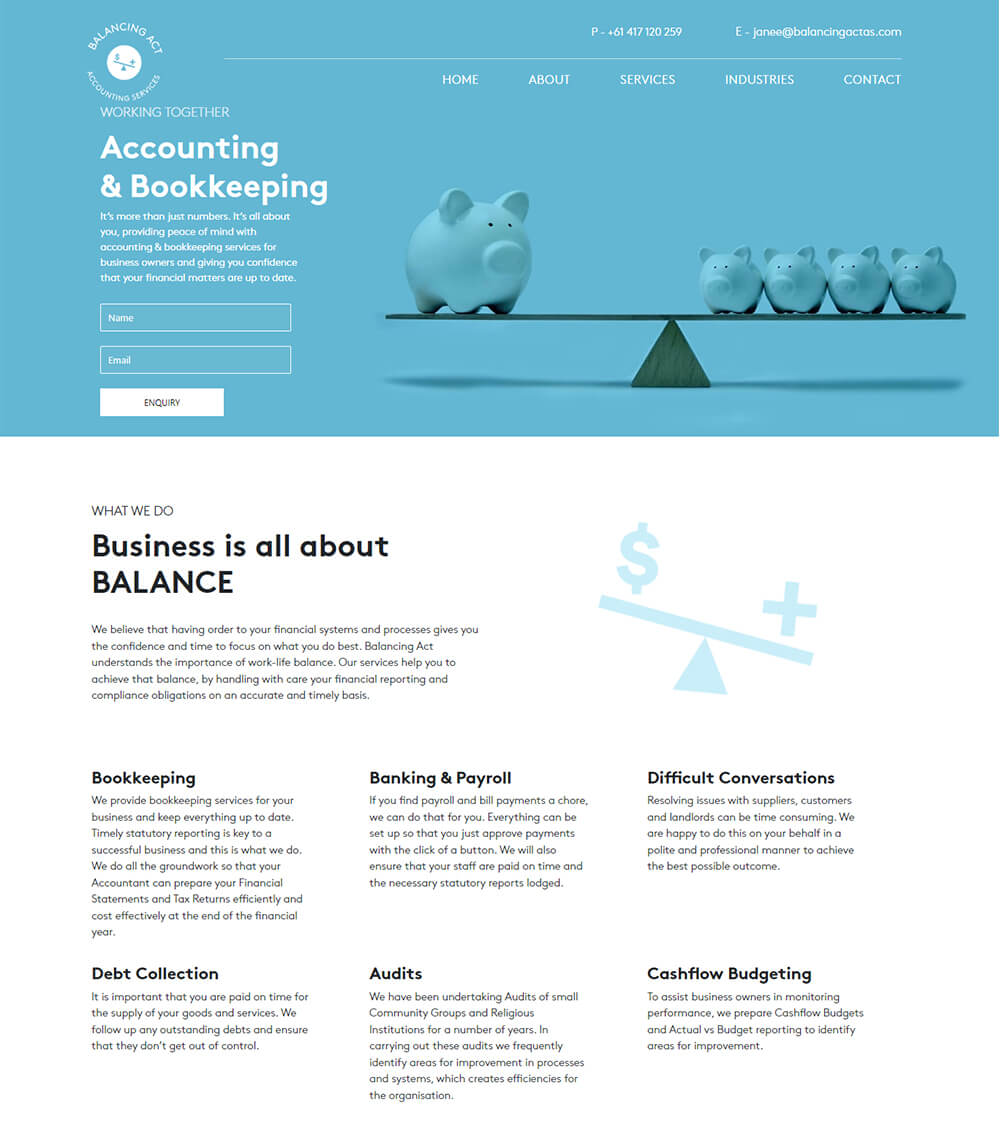 BALANCING ACT
$ +
ACCOUNTING SERVICES
P - +61 417 120 259
E - janee@balancingactas.com
HOME
ABOUT
SERVICES
INDUSTRIES
CONTACT
WORKING TOGETHER
Accounting
& Bookkeeping
It's more than just numbers. It's all about
you, providing peace of mind with
accounting & bookkeeping services for
business owners and giving you confidence
that your financial matters are up to date.
Name
Email
ENQUIRY
WHAT WE DO
Business is all about
BALANCE
We believe that having order to your financial systems and processes gives you
the confidence and time to focus on what you do best. Balancing Act
understands the importance of work-life balance. Our services help you to
achieve that balance, by handling with care your financial reporting and
compliance obligations on an accurate and timely basis.
$
+
Bookkeeping
We provide bookkeeping services for your
business and keep everything up to date.
Timely statutory reporting is key to a
successful business and this is what we do.
We do all the groundwork so that your
Accountant can prepare your Financial
Statements and Tax Returns efficiently and
cost effectively at the end of the financial
year.
Banking & Payroll
If you find payroll and bill payments a chore,
we can do that for you. Everything can be
set up so that you just approve payments
with the click of a button. We will also
ensure that your staff are paid on time and
the necessary statutory reports lodged.
Difficult Conversations
Resolving issues with suppliers, customers
and landlords can be time consuming. We
are happy to do this on your behalf in a
polite and professional manner to achieve
the best possible outcome.
Debt Collection
It is important that you are paid on time for
the supply of your goods and services. We
follow up any outstanding debts and ensure
that they don't get out of control.
Audits
We have been undertaking Audits of small
Community Groups and Religious
Institutions for a number of years. In
carrying out these audits we frequently
identify areas for improvement in processes
and systems, which creates efficiencies for
the organisation.
Cashflow Budgeting
To assist business owners in monitoring
performance, we prepare Cashflow Budgets
and Actual vs Budget reporting to identify
areas for improvement.